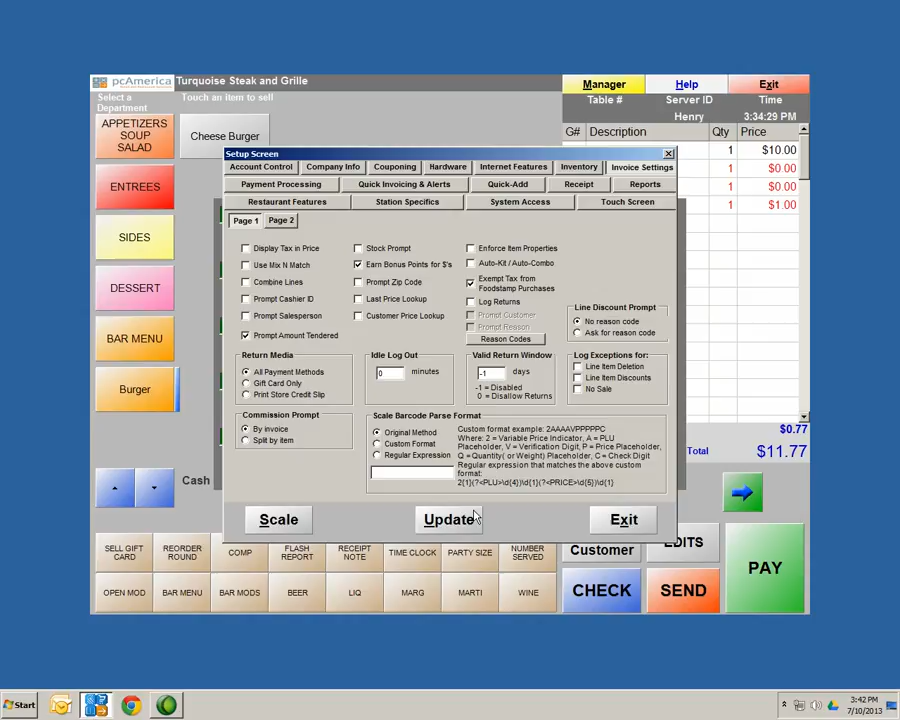 pcAmerica
Turquoise Steak and Grille
Manager
Help
Exit
Select a
Department
Touch an item to sell
Table #
Server ID
Time
Henry
3:34:29 PM
G#
Description
Qty
Price
APPETIZERS
SOUP
SALAD
Cheese Burger
1
$10.00
1
$0.00
1
$0.00
1
$1.00
ENTREES
SIDES
DESSERT
BAR MENU
Burger
Setup Screen
Account Control
Company Info
Couponing
Hardware
Internet Features
Inventory
Invoice Settings
Payment Processing
Quick Invoicing & Alerts
Quick-Add
Receipt
Reports
Restaurant Features
Station Specifics
System Access
Touch Screen
Page 1
Page 2
Display Tax in Price
Use Mix N Match
Combine Lines
Prompt Cashier ID
Prompt Salesperson
Prompt Amount Tendered
Stock Prompt
Earn Bonus Points for $'s
Prompt Zip Code
Last Price Lookup
Customer Price Lookup
Enforce Item Properties
Auto-Kit / Auto-Combo
Exempt Tax from
Foodstamp Purchases
Log Returns
Prompt Customer
Prompt Reason
Reason Codes
Line Discount Prompt
No reason code
Ask for reason code
Return Media
All Payment Methods
Gift Card Only
Print Store Credit Slip
Idle Log Out
0
minutes
Valid Return Window
-1
days
-1 = Disabled
0 = Disallow Returns
Log Exceptions for:
Line Item Deletion
Line Item Discounts
No Sale
Commission Prompt
By invoice
Split by item
Scale Barcode Parse Format
Original Method
Custom Format
Regular Expression
Custom format example: 2AAAAVPPPPPC
Where: 2 = Variable Price Indicator, A = PLU
Placeholder, V = Verification Digit, P = Price Placeholder,
Q = Quantity( or Weight) Placeholder, C = Check Digit
Regular expression that matches the above custom
format:
2{1}(?<PLU>\d{4})\d{1}(?<PRICE>\d{5})\d{1}
Scale
Update
Exit
$0.77
Total
$11.77
Cash
SELL GIFT
CARD
REORDER
ROUND
COMP
FLASH
REPORT
RECEIPT
NOTE
TIME CLOCK
PARTY SIZE
NUMBER
SERVED
Customer
EDITS
PAY
OPEN MOD
BAR MENU
BAR MODS
BEER
LIQ
MARG
MARTI
WINE
CHECK
SEND
Start
3:42 PM
7/10/2013